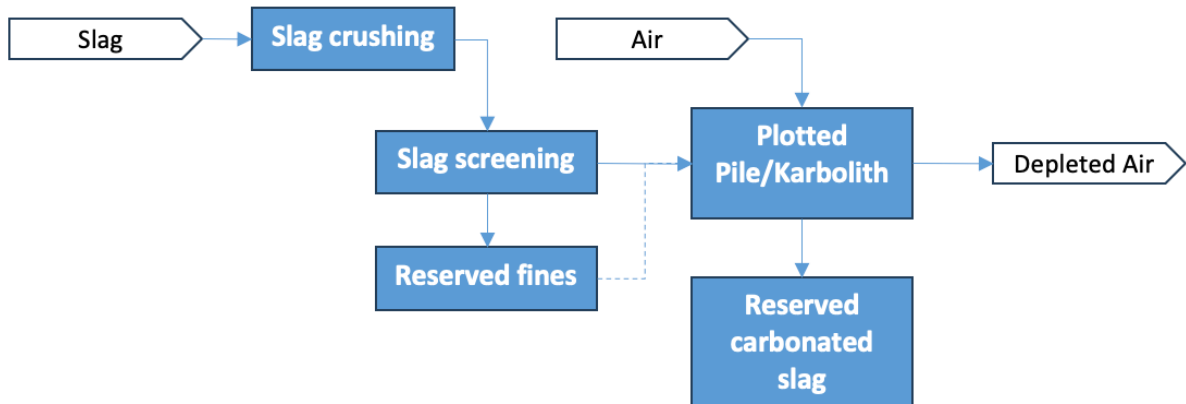 Slag
Slag crushing
Air
Slag screening
Plotted
Pile/Karbolith
Depleted Air
Reserved fines
Reserved
carbonated
slag